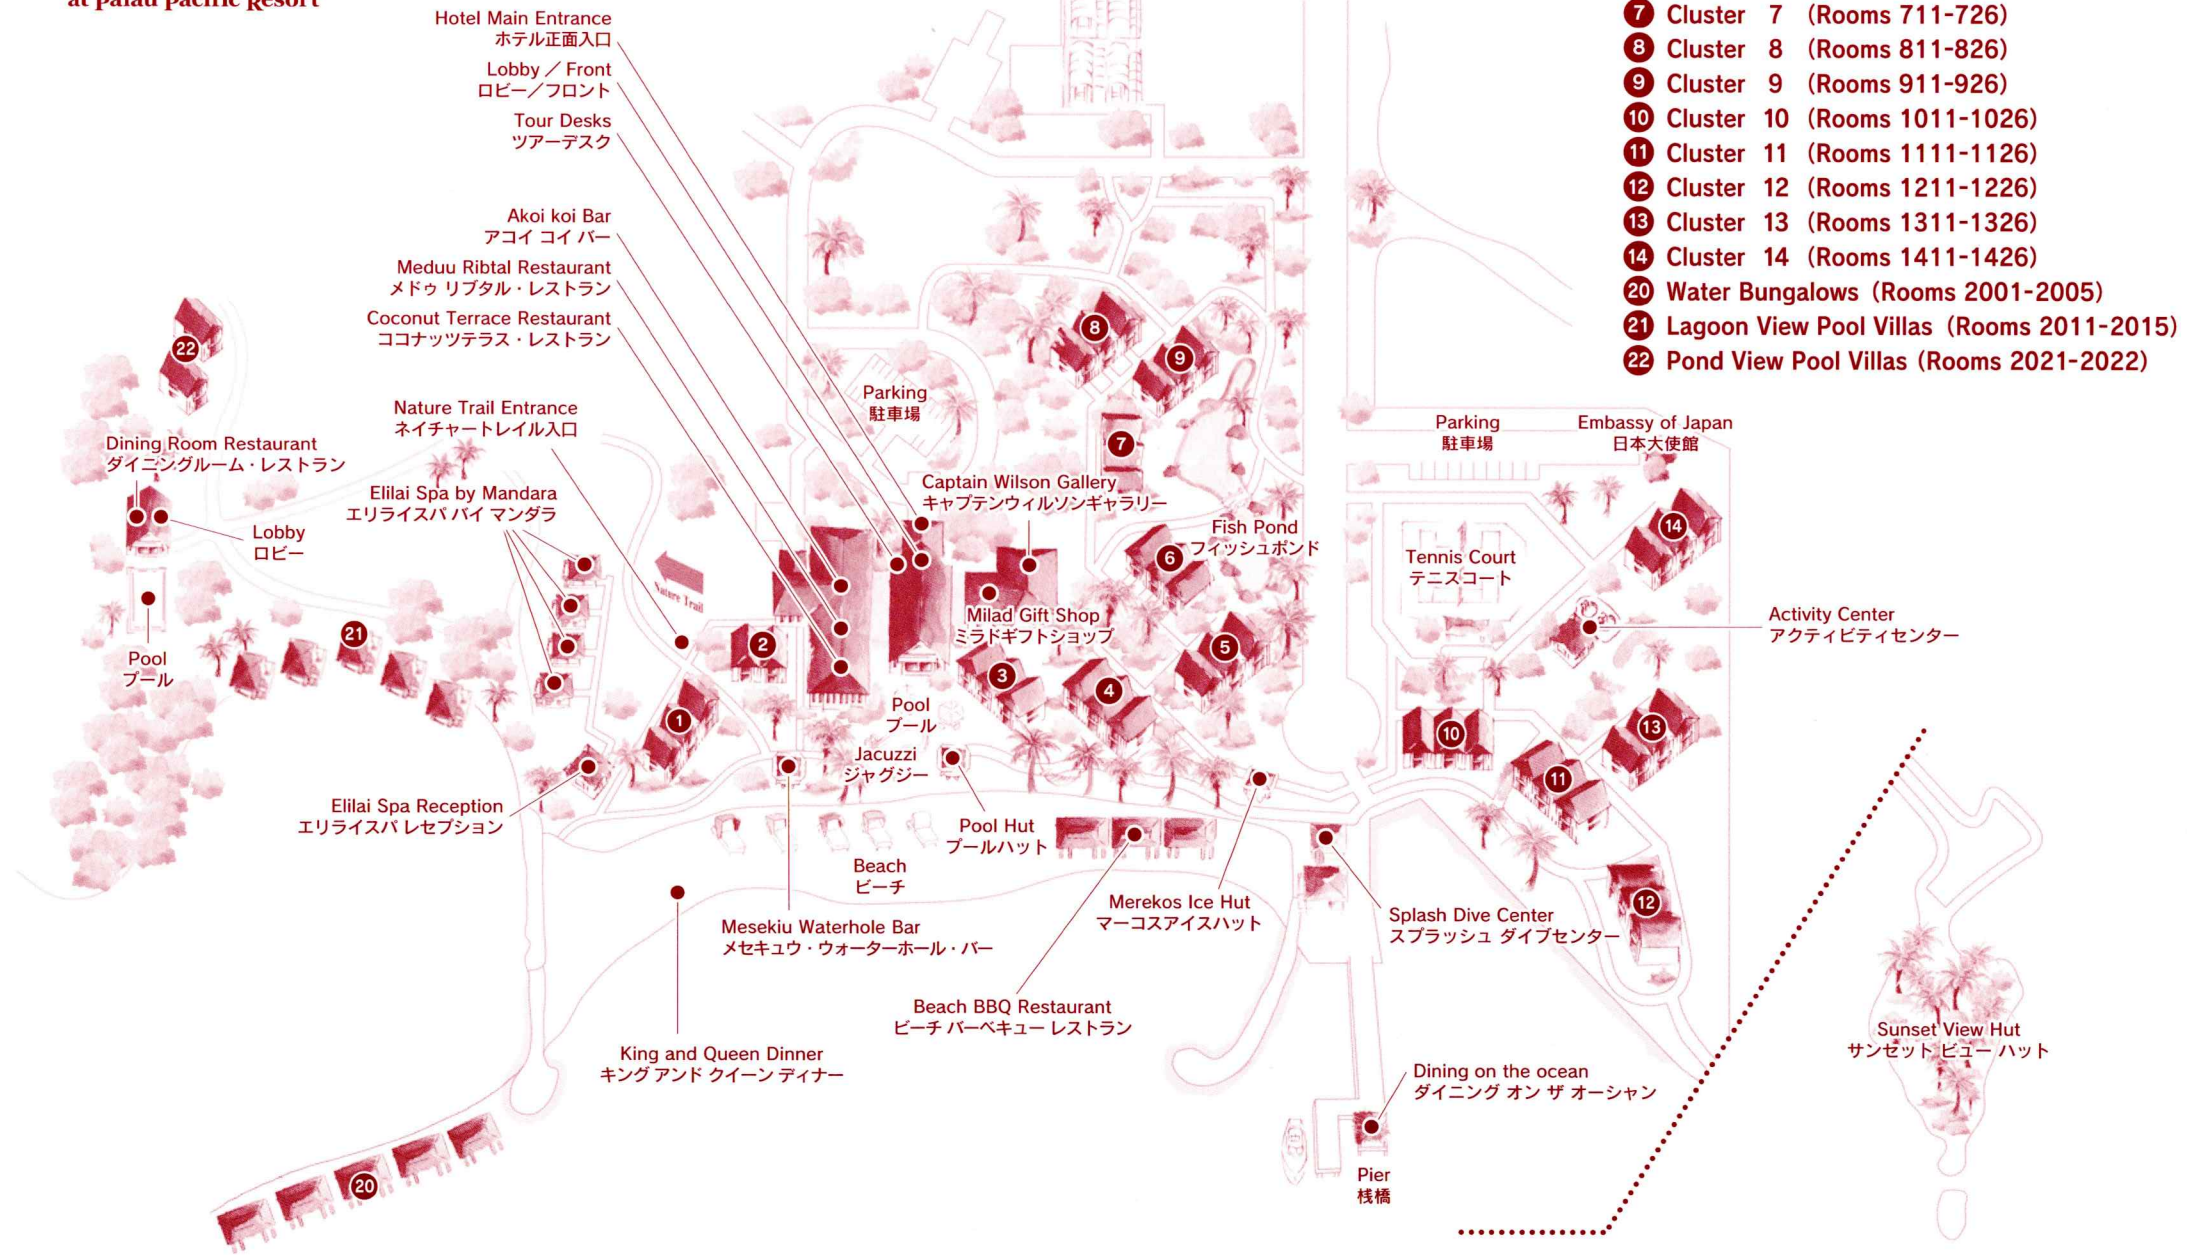 at Palau Pacific Resort
Hotel Main Entrance
ホテル正面入口
Lobby / Front
ロビー/フロント
Tour Desks
ツアーデスク
Akoi koi Bar
アコイ コイ バー
Meduu Ribtal Restaurant
メドゥ リブタル・レストラン
Coconut Terrace Restaurant
ココナッツテラス・レストラン
Nature Trail Entrance
ネイチャートレイル入口
Dining Room Restaurant
ダイニングルーム・レストラン
Elilai Spa by Mandara
エリライスパ バイ マンダラ
Lobby
ロビー
Pool
プール
Nature Trail
Elilai Spa Reception
エリライスパ レセプション
Parking
駐車場
Captain Wilson Gallery
キャプテンウィルソンギャラリー
Fish Pond
フィッシュポンド
Milad Gift Shop
ミラドギフトショップ
Pool
プール
Jacuzzi
ジャグジー
Pool Hut
プールハット
Beach
ビーチ
Mesekiu Waterhole Bar
メセキュウ・ウォーターホール・バー
King and Queen Dinner
キング アンド クイーン ディナー
Beach BBQ Restaurant
ビーチ バーベキュー レストラン
Merekos Ice Hut
マーコスアイスハット
Splash Dive Center
スプラッシュ ダイブセンター
Dining on the ocean
ダイニング オン ザ オーシャン
Pier
桟橋
Parking
駐車場
Embassy of Japan
日本大使館
Tennis Court
テニスコート
Activity Center
アクティビティセンター
Sunset View Hut
サンセット ビュー ハット
22
21
20
1
2
3
4
5
6
7
8
9
10
11
12
13
14
7 Cluster 7 (Rooms 711-726)
8 Cluster 8 (Rooms 811-826)
9 Cluster 9 (Rooms 911-926)
10 Cluster 10 (Rooms 1011-1026)
11 Cluster 11 (Rooms 1111-1126)
12 Cluster 12 (Rooms 1211-1226)
13 Cluster 13 (Rooms 1311-1326)
14 Cluster 14 (Rooms 1411-1426)
20 Water Bungalows (Rooms 2001-2005)
21 Lagoon View Pool Villas (Rooms 2011-2015)
22 Pond View Pool Villas (Rooms 2021-2022)